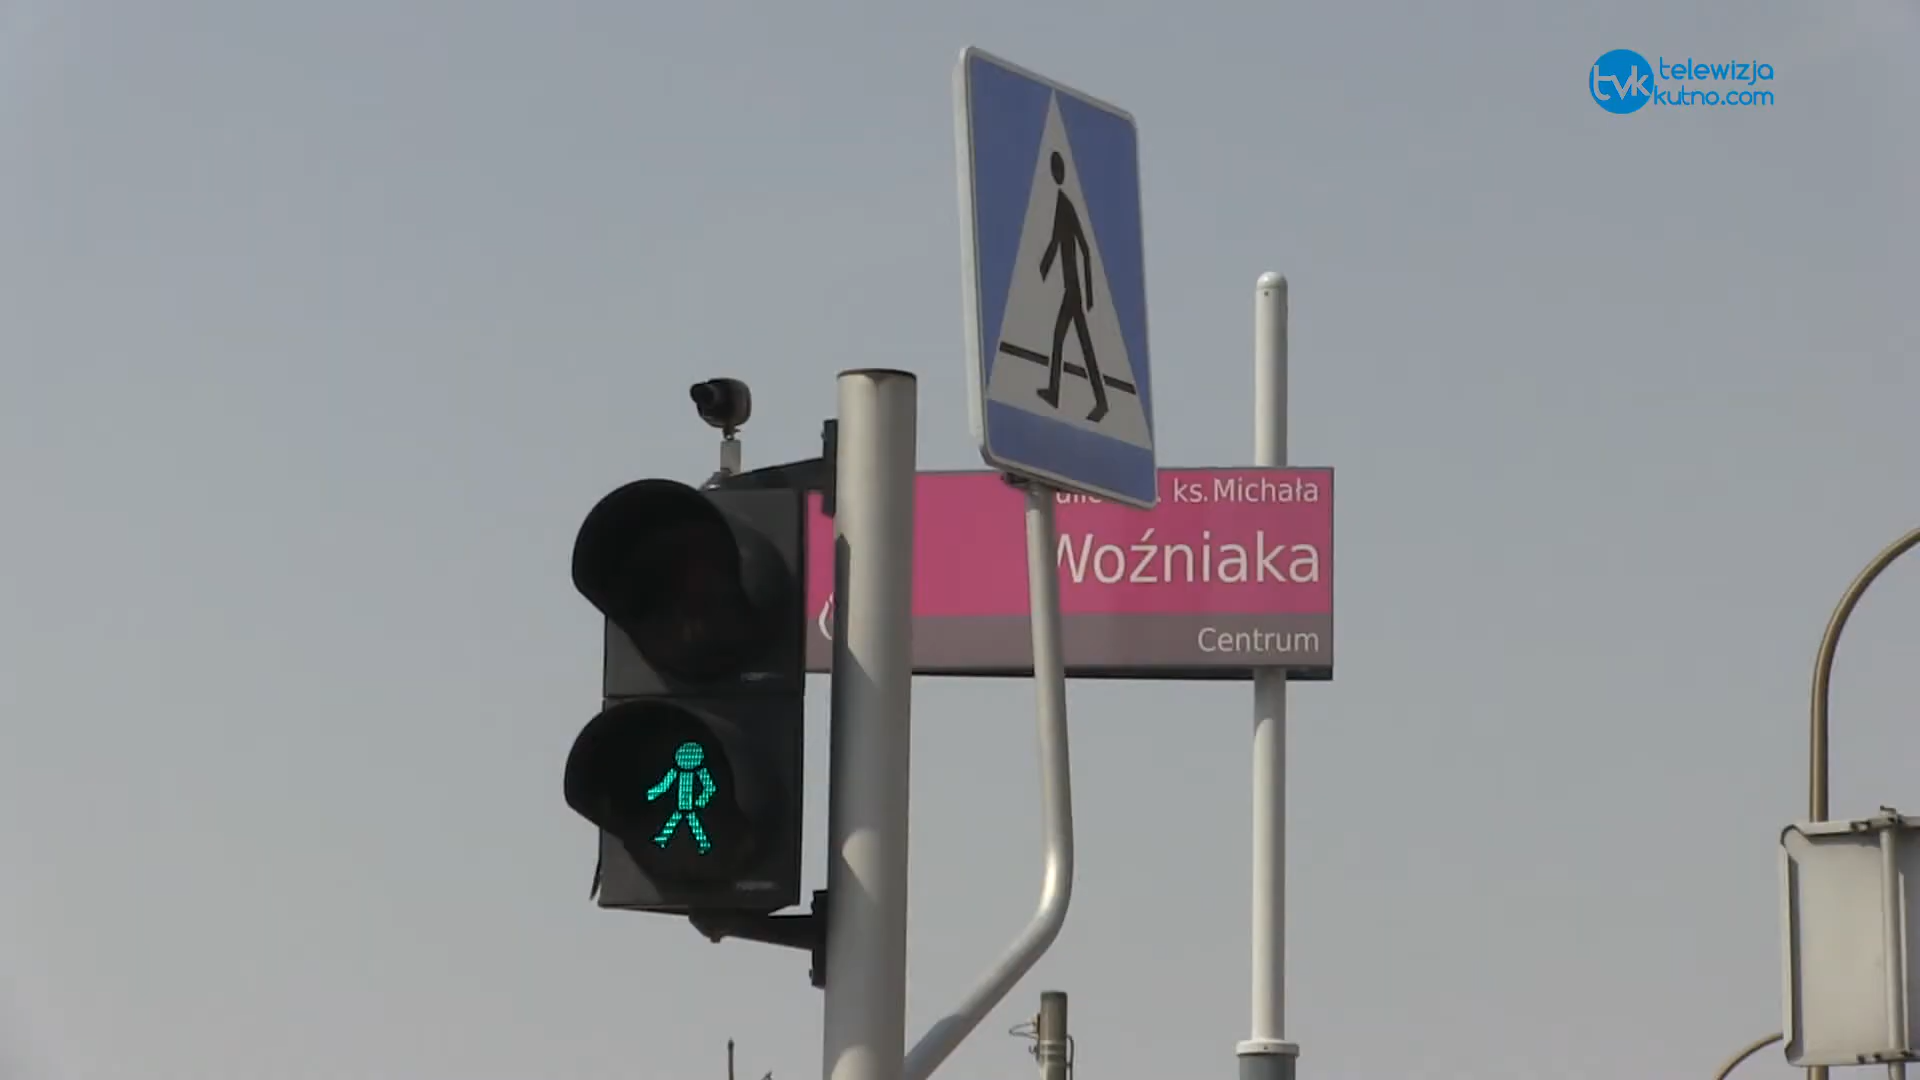 tvk telewizja
kutno.com
ks. Michała
Woźniaka
Centrum